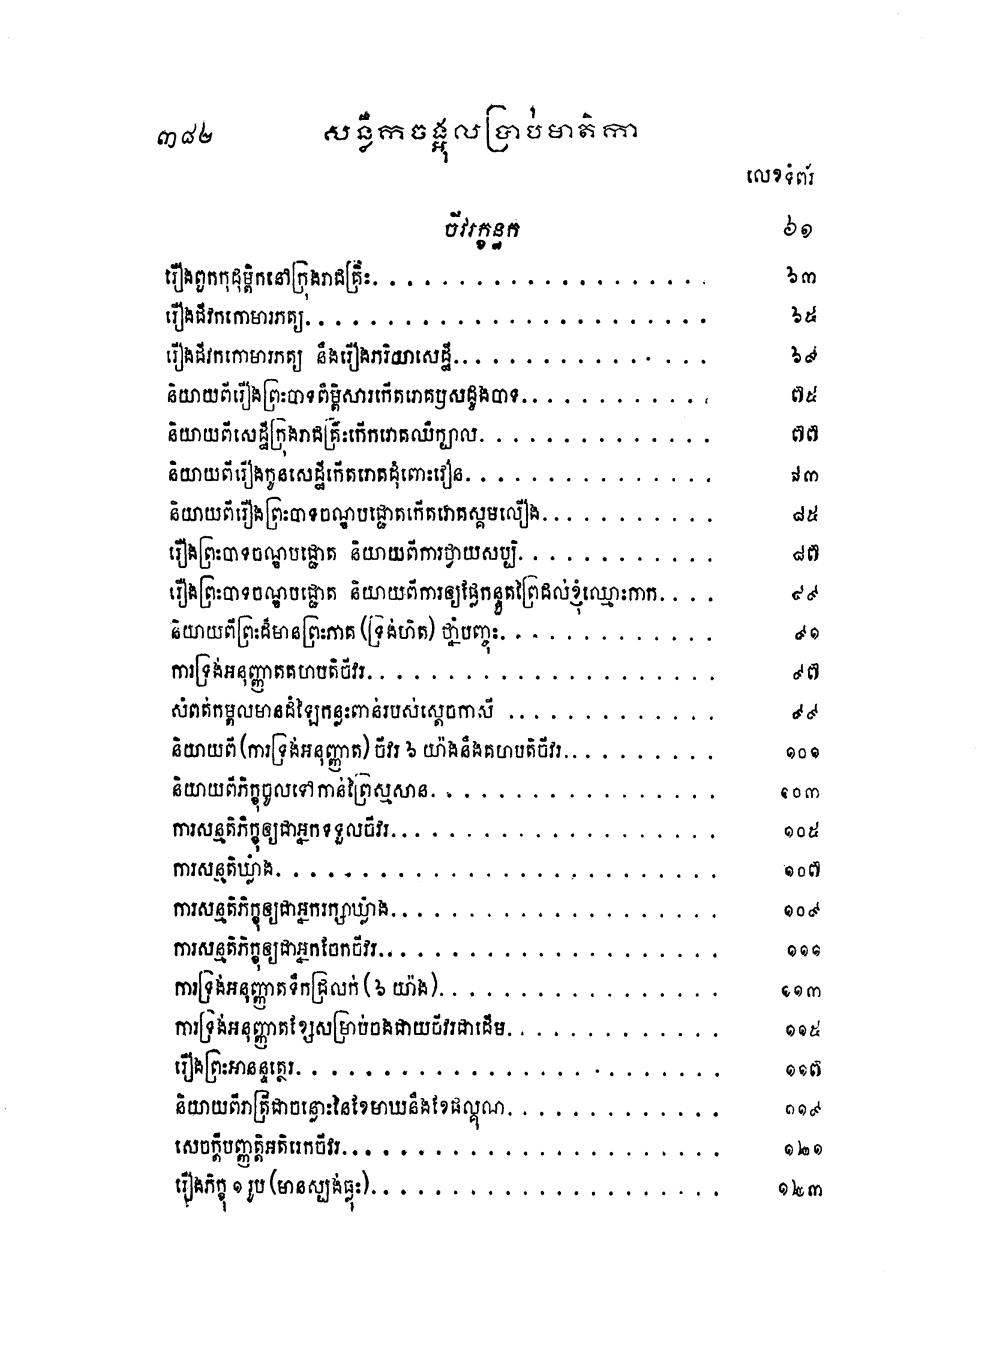 ៣៨២ សន្លឹកចង្អុលប្រាប់មាតិកា
លេខទំព័រ
ចីវរក្ខន្ធក ៦១
រឿងពួកកុដុម្ពិកនៅក្រុងរាជគ្រឹះ. . . . . . . . . . . . . . . . . ៦៣
រឿងជីវកកោមារភត្យ. . . . . . . . . . . . . . . . . . . . ៦៥
រឿងជីវកកោមារភត្យ នឹងរឿងភរិយាសេដ្ឋី. . . . . . . . . . . . . ៦៩
និយាយពីរឿងព្រះបាទពិម្ពិសារកើតរោគឫសដូងបាទ. . . . . . . . . . ៧៥
និយាយពីសេដ្ឋីក្រុងរាជគ្រឹះកើតរោគឈឺក្បាល. . . . . . . . . . . . ៧៧
និយាយពីរឿងកូនសេដ្ឋីកើតរោគដុំពោះវៀន. . . . . . . . . . . . . ៨៣
និយាយពីរឿងព្រះបាទចណ្ឌបជ្ជោតកើតរោគស្គមលឿង. . . . . . . . . ៨៥
រឿងព្រះបាទចណ្ឌបជ្ជោត និយាយពីការថ្វាយសប្បិ. . . . . . . . . . ៨៧
រឿងព្រះបាទចណ្ឌបជ្ជោត និយាយពីការឲ្យផ្លែកន្ទួតព្រៃដល់ខ្ញុំឈ្មោះកាក. . . . ៨៩
និយាយពីព្រះដ៏មានព្រះភាគ (ទ្រង់ហិត) ថ្នាំបញ្ចុះ. . . . . . . . . . . ៩១
ការទ្រង់អនុញ្ញាតគហបតិចីវរ. . . . . . . . . . . . . . . . . . ៩៧
សំពត់កម្ពលមានដំឡៃកន្លះពាន់របស់ស្តេចកាសី . . . . . . . . . . . ៩៩
និយាយពី (ការទ្រង់អនុញ្ញាត) ចីវរ ៦ យ៉ាងនឹងគហបតិចីវរ. . . . . . . . ១០១
និយាយពីភិក្ខុចូលទៅកាន់ព្រៃស្មសាន. . . . . . . . . . . . . . . ១០៣
ការសន្មតិភិក្ខុឲ្យជាអ្នកទទួលចីវរ. . . . . . . . . . . . . . . . . ១០៥
ការសន្មតិឃ្លាំង. . . . . . . . . . . . . . . . . . . . . . ១០៧
ការសន្មតិភិក្ខុឲ្យជាអ្នករក្សាឃ្លាំង. . . . . . . . . . . . . . . . . ១០៩
ការសន្មតិភិក្ខុឲ្យជាអ្នកចែកចីវរ. . . . . . . . . . . . . . . . . . ១១១
ការទ្រង់អនុញ្ញាតទឹកជ្រលក់ (៦ យ៉ាង). . . . . . . . . . . . . . . ១១៣
ការទ្រង់អនុញ្ញាតខ្សែសម្រាប់ចងជាយចីវរជាដើម. . . . . . . . . . . ១១៥
រឿងព្រះអានន្ទត្ថេរ. . . . . . . . . . . . . . . . . . . . . ១១៧
និយាយពីរាត្រីជាចន្លោះនៃខែមាឃនឹងខែផល្គុណ. . . . . . . . . . . ១១៩
សេចក្តីបញ្ញត្តិអតិរេកចីវរ. . . . . . . . . . . . . . . . . . . ១២១
រឿងភិក្ខុ ១ រូប (មានស្បង់ធ្លុះ). . . . . . . . . . . . . . . . . . ១២៣